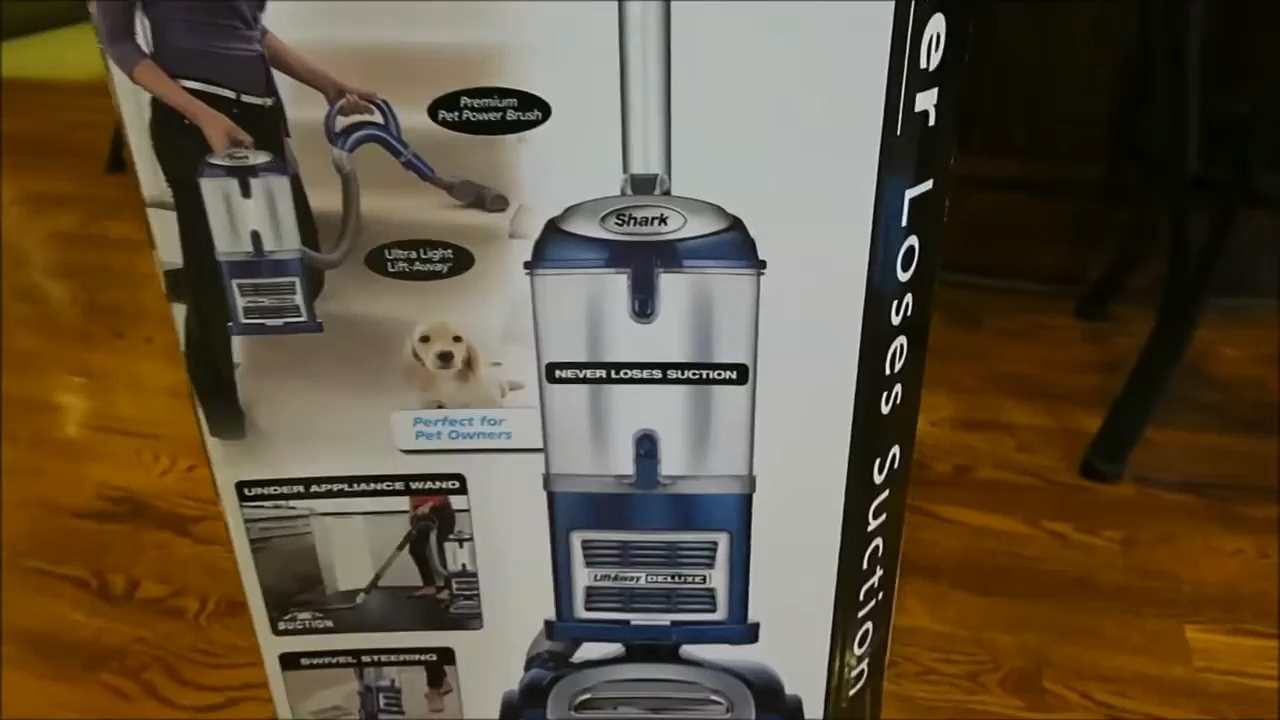 Premium
Pet Power Brush
Shark
Shark
Ultra Light
Lift-Away
NEVER LOSES SUCTION
Perfect for
Pet Owners
UNDER APPLIANCE WAND
SUCTION
Lift-Away DELUXE
SWIVEL STEERING
er Loses Suction